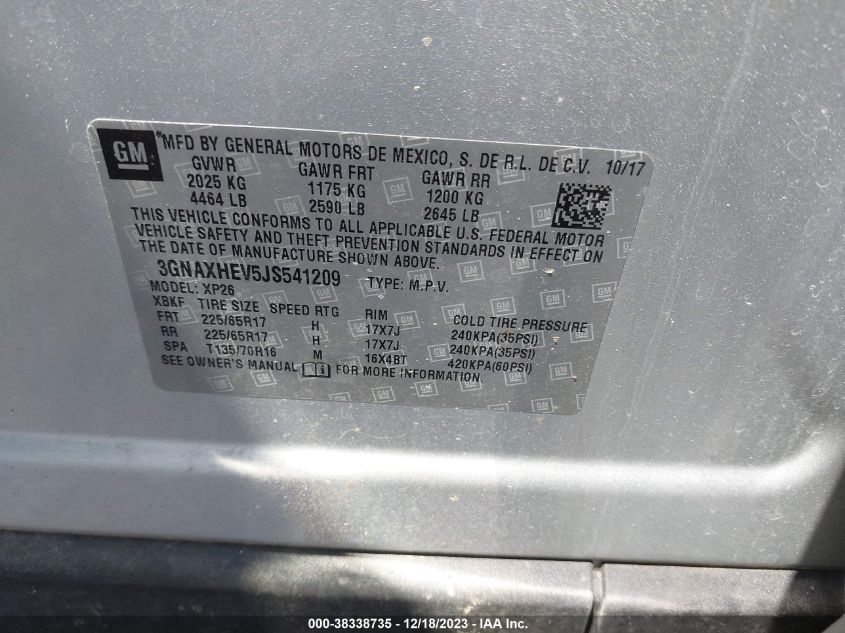 GM
*MFD BY GENERAL MOTORS DE MEXICO, S. DE R.L. DE C.V. 10/17
GVWR GAWR FRT GAWR RR
2025 KG 1175 KG 1200 KG
4464 LB 2590 LB 2645 LB
THIS VEHICLE CONFORMS TO ALL APPLICABLE U.S. FEDERAL MOTOR
VEHICLE SAFETY AND THEFT PREVENTION STANDARDS IN EFFECT ON
THE DATE OF MANUFACTURE SHOWN ABOVE.
3GNAXHEV5JS541209 TYPE: M.P.V.
MODEL: XP26
XBKF TIRE SIZE SPEED RTG RIM COLD TIRE PRESSURE
FRT 225/65R17 H 17X7J 240KPA(35PSI)
RR 225/65R17 H 17X7J 240KPA(35PSI)
SPA T135/70R16 M 16X4BT 420KPA(60PSI)
SEE OWNER'S MANUAL FOR MORE INFORMATION.
000-38338735 - 12/18/2023 - IAA Inc.